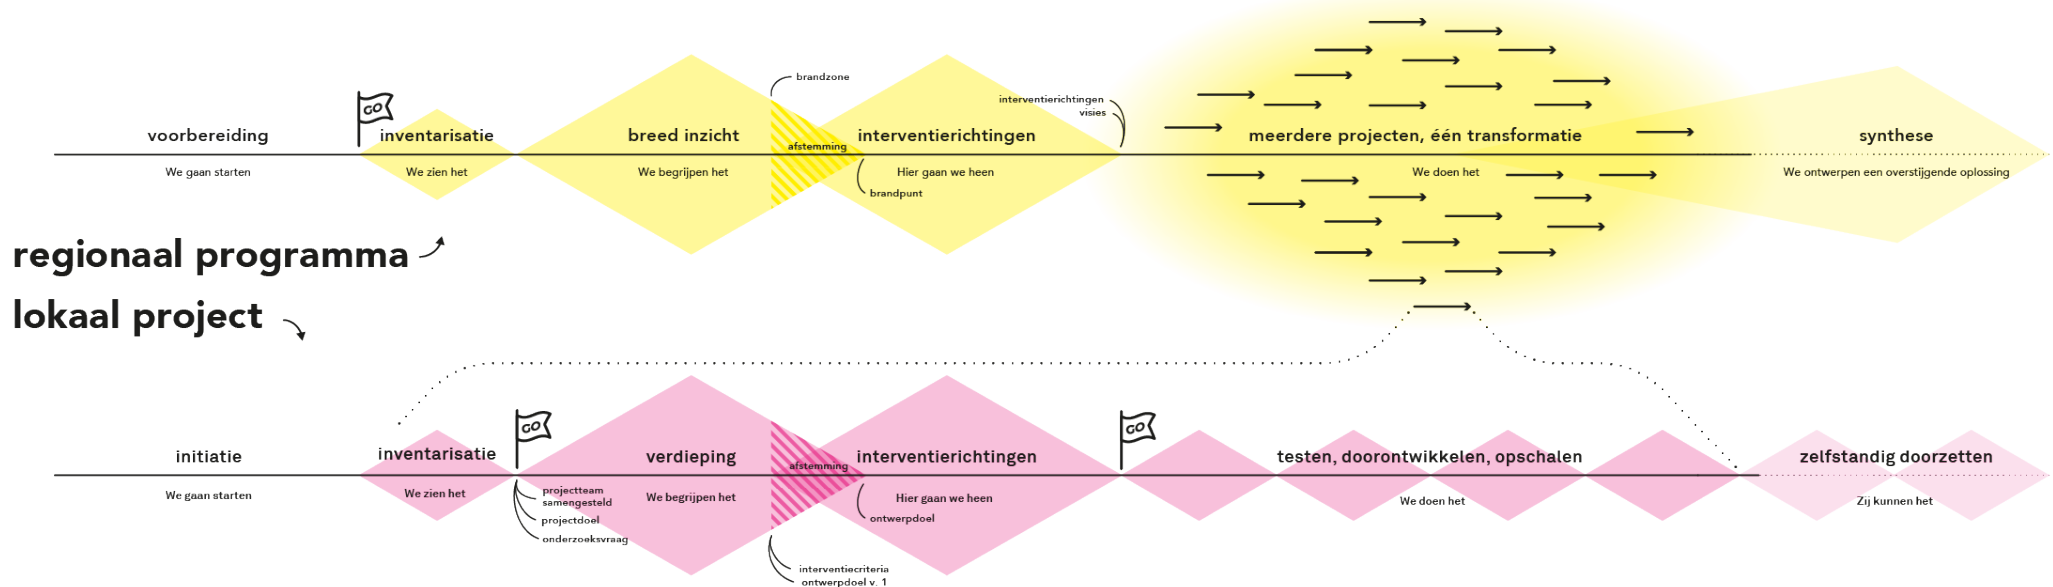 brandzone
GO
interventierichtingen
visies
voorbereiding
inventarisatie
breed inzicht
afstemming
interventierichtingen
meerdere projecten, één transformatie
synthese
We gaan starten
We zien het
We begrijpen het
Hier gaan we heen
We doen het
We ontwerpen een overstijgende oplossing
brandpunt
regionaal programma
lokaal project
GO
GO
initiatie
inventarisatie
verdieping
afstemming
interventierichtingen
testen, doorontwikkelen, opschalen
zelfstandig doorzetten
We gaan starten
We zien het
projectteam
samengesteld
We begrijpen het
Hier gaan we heen
We doen het
Zij kunnen het
projectdoel
ontwerpdoel
onderzoeksvraag
interventiecriteria
ontwerpdoel v. 1